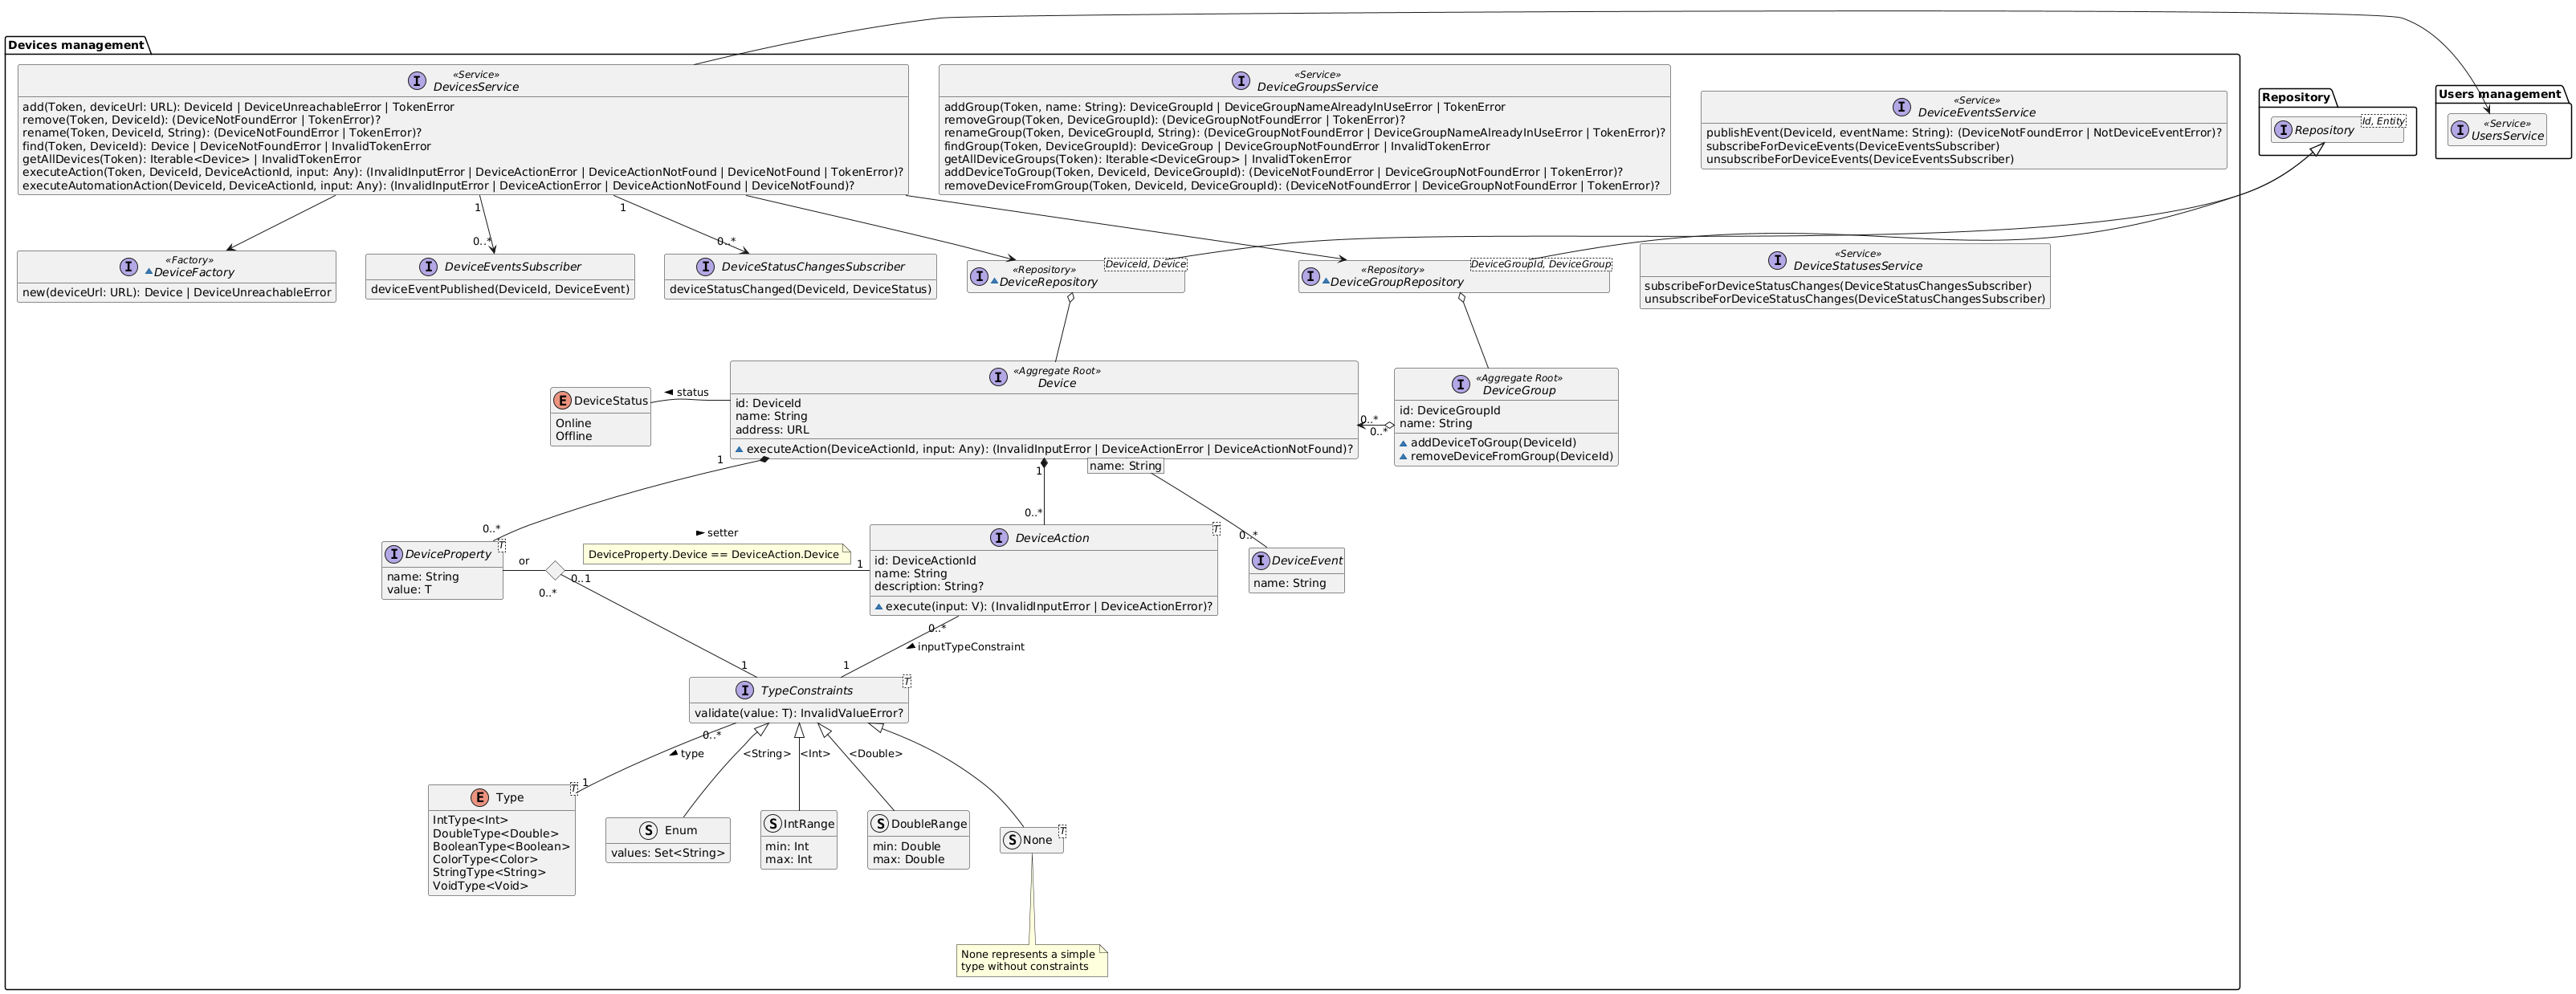 Devices management
«Service»
DevicesService
add(Token, deviceUrl: URL): DeviceId | DeviceUnreachableError | TokenError
remove(Token, DeviceId): (DeviceNotFoundError | TokenError)?
rename(Token, DeviceId, String): (DeviceNotFoundError | TokenError)?
find(Token, DeviceId): Device | DeviceNotFoundError | InvalidTokenError
getAllDevices(Token): Iterable<Device> | InvalidTokenError
executeAction(Token, DeviceId, DeviceActionId, input: Any): (InvalidInputError | DeviceActionError | DeviceActionNotFound | DeviceNotFound | TokenError)?
executeAutomationAction(DeviceId, DeviceActionId, input: Any): (InvalidInputError | DeviceActionError | DeviceActionNotFound | DeviceNotFound)?
«Service»
DeviceGroupsService
addGroup(Token, name: String): DeviceGroupId | DeviceGroupNameAlreadyInUseError | TokenError
removeGroup(Token, DeviceGroupId): (DeviceGroupNotFoundError | TokenError)?
renameGroup(Token, DeviceGroupId, String): (DeviceGroupNotFoundError | DeviceGroupNameAlreadyInUseError | TokenError)?
findGroup(Token, DeviceGroupId): DeviceGroup | DeviceGroupNotFoundError | InvalidTokenError
getAllDeviceGroups(Token): Iterable<DeviceGroup> | InvalidTokenError
addDeviceToGroup(Token, DeviceId, DeviceGroupId): (DeviceNotFoundError | DeviceGroupNotFoundError | TokenError)?
removeDeviceFromGroup(Token, DeviceId, DeviceGroupId): (DeviceNotFoundError | DeviceGroupNotFoundError | TokenError)?
«Service»
DeviceEventsService
publishEvent(DeviceId, eventName: String): (DeviceNotFoundError | NotDeviceEventError)?
subscribeForDeviceEvents(DeviceEventsSubscriber)
unsubscribeForDeviceEvents(DeviceEventsSubscriber)
Repository
Repository
Id, Entity
Users management
«Service»
UsersService
1
0..*
1
0..*
«Factory»
DeviceFactory
new(deviceUrl: URL): Device | DeviceUnreachableError
DeviceEventsSubscriber
deviceEventPublished(DeviceId, DeviceEvent)
DeviceStatusChangesSubscriber
deviceStatusChanged(DeviceId, DeviceStatus)
«Repository»
DeviceRepository
DeviceId, Device
«Repository»
DeviceGroupRepository
DeviceGroupId, DeviceGroup
«Service»
DeviceStatusesService
subscribeForDeviceStatusChanges(DeviceStatusChangesSubscriber)
unsubscribeForDeviceStatusChanges(DeviceStatusChangesSubscriber)
DeviceStatus
Online
Offline
status
«Aggregate Root»
Device
id: DeviceId
name: String
address: URL
executeAction(DeviceActionId, input: Any): (InvalidInputError | DeviceActionError | DeviceActionNotFound)?
0..*
0..*
«Aggregate Root»
DeviceGroup
id: DeviceGroupId
name: String
addDeviceToGroup(DeviceId)
removeDeviceFromGroup(DeviceId)
1
1
name: String
0..*
0..*
0..*
DeviceProperty
T
name: String
value: T
or
setter
DeviceProperty.Device == DeviceAction.Device
0..1
1
0..*
DeviceAction
T
id: DeviceActionId
name: String
description: String?
execute(input: V): (InvalidInputError | DeviceActionError)?
DeviceEvent
name: String
0..*
inputTypeConstraint
1
1
TypeConstraints
T
validate(value: T): InvalidValueError?
0..*
type
<String>
<Int>
<Double>
1
Type
T
IntType<Int>
DoubleType<Double>
BooleanType<Boolean>
ColorType<Color>
StringType<String>
VoidType<Void>
Enum
values: Set<String>
IntRange
min: Int
max: Int
DoubleRange
min: Double
max: Double
None
T
None represents a simple
type without constraints